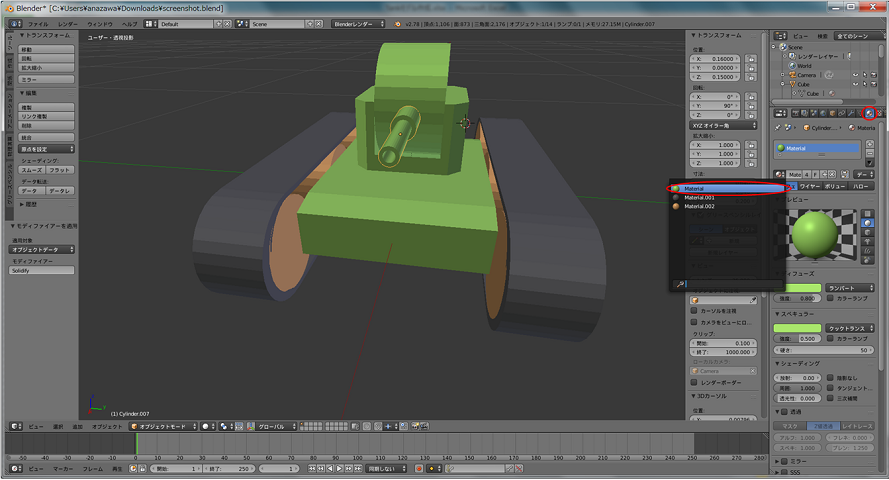 Blender* [C:¥Users¥anazawa¥Downloads¥screenshot.blend]
ファイル レンダー ウィンドウ ヘルプ Default Scene Blenderレンダー v2.78 | 頂点:1,106 | 面:873 | 三角面:2,176 | オブジェクト:1/14 | ランプ:0/1 | メモリ:27.15M | Cylinder.007
トランスフォーム
移動
回転
拡大縮小
ミラー
編集
複製
リンク複製
削除
統合
原点を設定
シェーディング:
スムーズ フラット
データ転送:
データ データレ
履歴
モディファイアーを適用
適用対象
オブジェクトデータ
モディファイアー
Solidify
ユーザー・透視投影
(1) Cylinder.007
トランスフォーム
位置:
X: 0.16000
Y: 0.00000
Z: 0.15000
回転:
X: 0°
Y: 90°
Z: 0°
XYZ オイラー角
拡大縮小:
X: 1.000
Y: 1.000
Z: 1.000
寸法:
Material
Material.001
Material.002
カーソルを注視
カメラをビューにロ...
クリップ:
開始: 0.100
終了: 1000.000
ローカルカメラ
Camera
レンダーボーダー
3Dカーソル
位置:
ビュー 検索 全てのシーン
Scene
レンダーレイヤー
World
Camera
Cube
Cube
Cylinder.... Material
Material
Mate 4 F デー
ワイヤー ボリュー ハロー
レビュー
ディフューズ
ランバート
強度: 0.800 カラーランプ
スペキュラー
クックトランス
強度: 0.500 カラーランプ
硬さ: 50
シェーディング
放射: 0.00 陰影なし
周囲: 1.000 タンジェント...
透光性: 0.000 三次補間
透過
マスク Z値透過 レイトレース
アルファ: 1.000 フレネ: 0.000
スペキ: 1.000 ブレン: 1.250
ミラー
SSS
ビュー 選択 追加 オブジェクト オブジェクトモード グローバル
0 10 20 30 40 50 60 70 80 90 100 110 120 130 140 150 160 170 180 190 200 210 220 230 240 250 260 270 280
ビュー マーカー フレーム 再生 開始: 1 終了: 250 1 同期しない